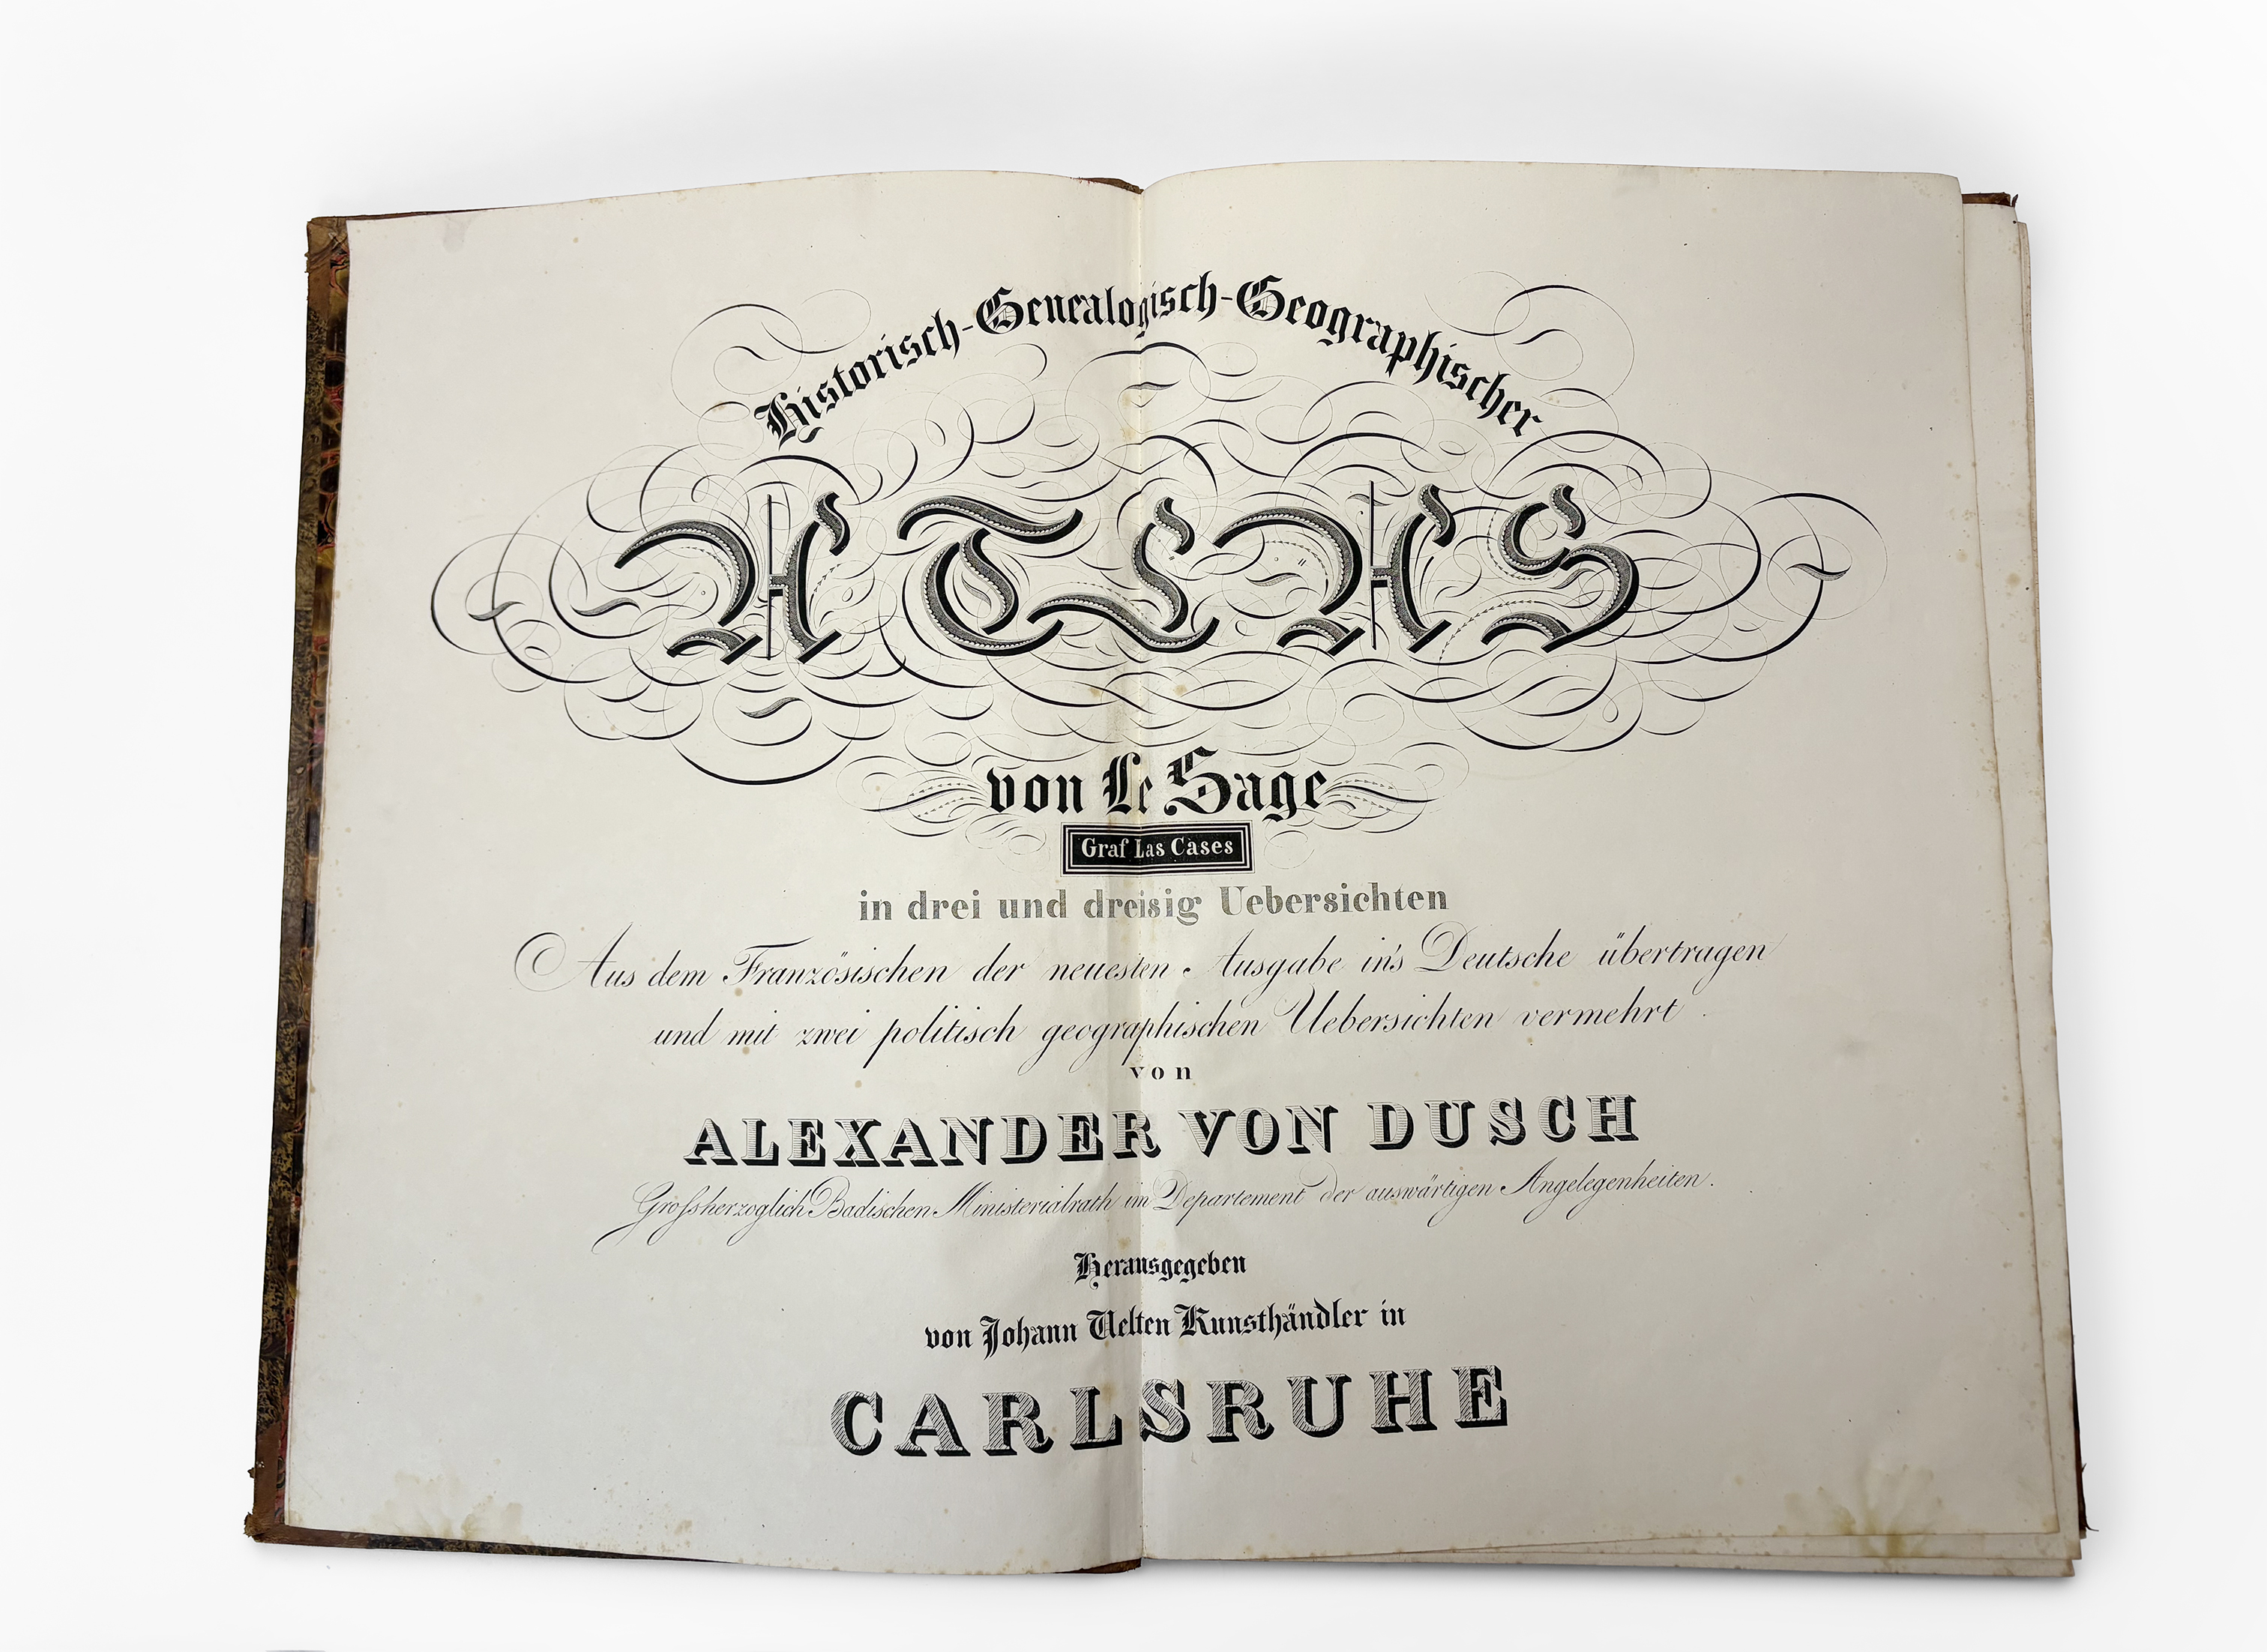 Historisch-Genealogisch-Geographischer
ATLAS
von Le Sage
Graf Las Cases
in drei und dreisig Uebersichten
Aus dem Französischen der neuesten Ausgabe in's Deutsche übertragen
und mit zwei politisch geographischen Uebersichten vermehrt
von
ALEXANDER VON DUSCH
Grossherzoglich Badischen Ministerialrath im Departement der auswärtigen Angelegenheiten.
Herausgegeben
von Johann Velten Kunsthändler in
CARLSRUHE